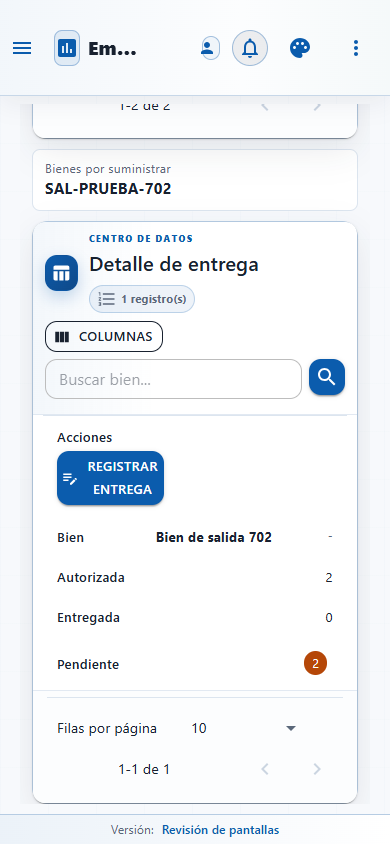 Em...
1-2 de 2
Bienes por suministrar
SAL-PRUEBA-702
CENTRO DE DATOS
Detalle de entrega
1 registro(s)
COLUMNAS
Buscar bien...
Acciones
REGISTRAR
ENTREGA
Bien Bien de salida 702 -
Autorizada 2
Entregada 0
Pendiente 2
Filas por página 10
1-1 de 1
Versión: Revisión de pantallas